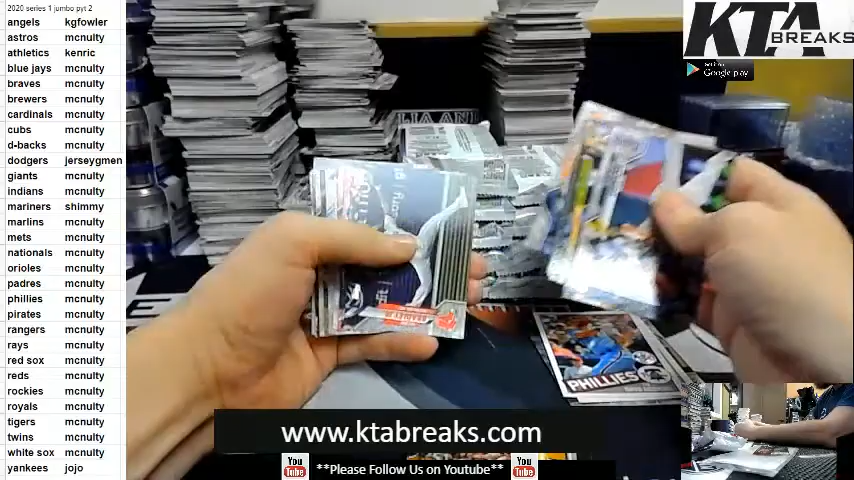 2020 series 1 jumbo pyt 2
angels kgfowler
astros mcnulty
athletics kenric
blue jays mcnulty
braves mcnulty
brewers mcnulty
cardinals mcnulty
cubs mcnulty
d-backs mcnulty
dodgers jerseygmen
giants mcnulty
indians mcnulty
mariners shimmy
marlins mcnulty
mets mcnulty
nationals mcnulty
orioles mcnulty
padres mcnulty
phillies mcnulty
pirates mcnulty
rangers mcnulty
rays mcnulty
red sox mcnulty
reds mcnulty
rockies mcnulty
royals mcnulty
tigers mcnulty
twins mcnulty
white sox mcnulty
yankees jojo
KTA
BREAKS
Google play
PHILLIES
www.ktabreaks.com
You Tube
**Please Follow Us on Youtube**
You Tube